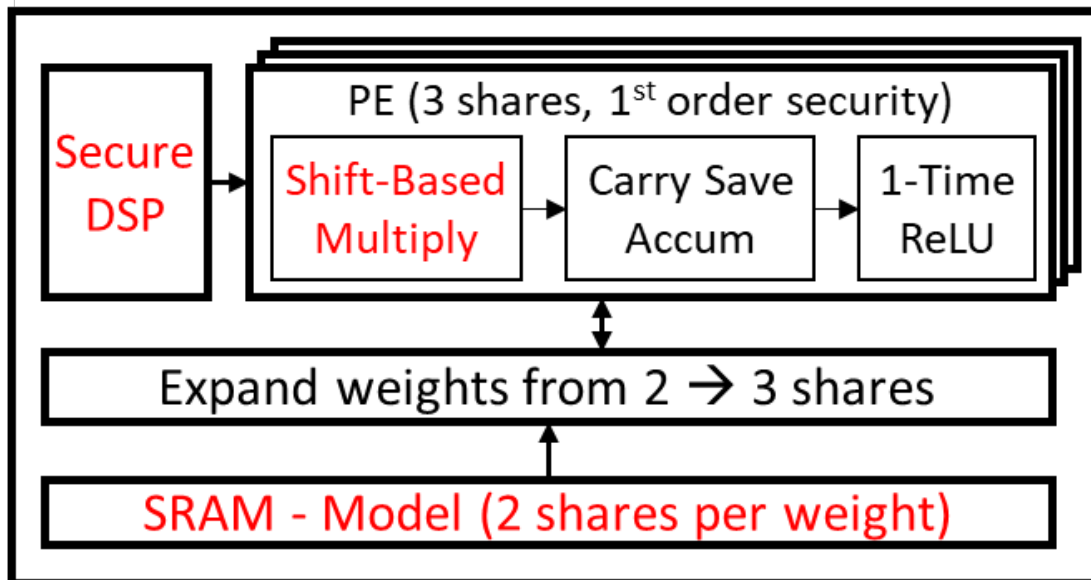 PE (3 shares, 1st order security)
Secure
DSP
Shift-Based
Multiply
Carry Save
Accum
1-Time
ReLU
Expand weights from 2 → 3 shares
SRAM - Model (2 shares per weight)